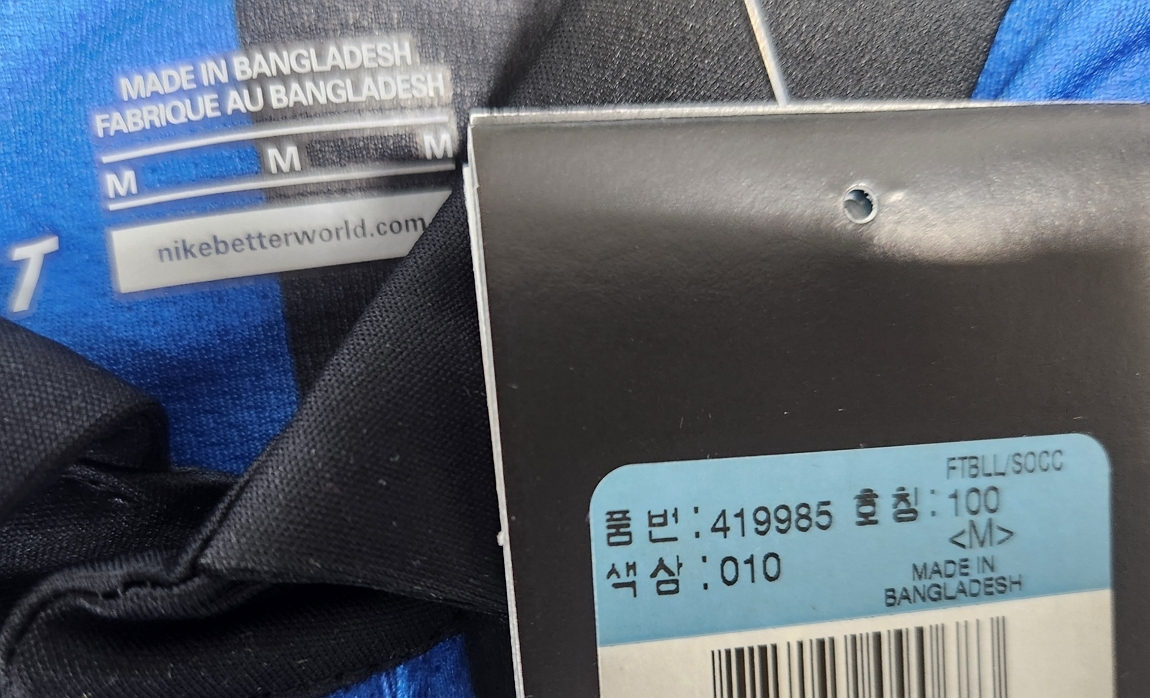 MADE IN BANGLADESH
FABRIQUE AU BANGLADESH
M M M
nikebetterworld.com
T
FTBLL/SOCC
품번:419985 호칭:100
<M>
색상:010
MADE IN
BANGLADESH